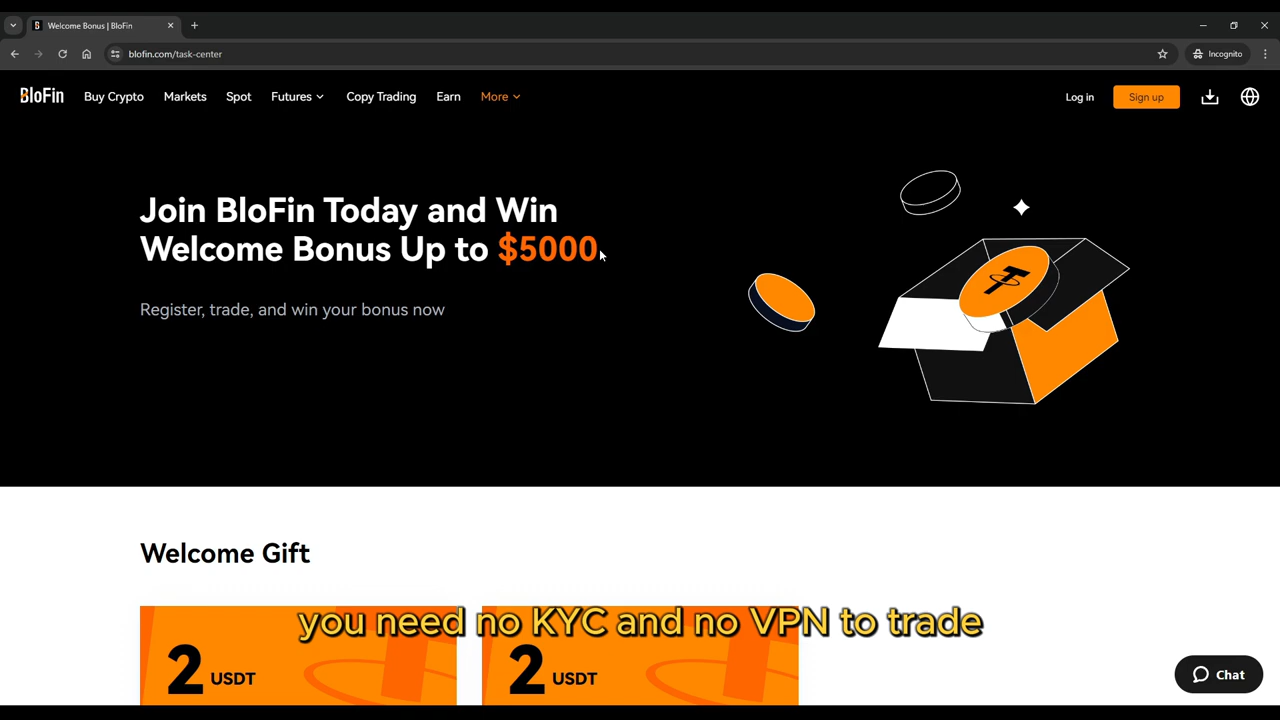 Welcome Bonus | BloFin
blofin.com/task-center
Incognito
BloFin
Buy Crypto
Markets
Spot
Futures
Copy Trading
Earn
More
Log in
Sign up
Join BloFin Today and Win
Welcome Bonus Up to $5000
Register, trade, and win your bonus now
Welcome Gift
you need no KYC and no VPN to trade
2 USDT
2 USDT
Chat